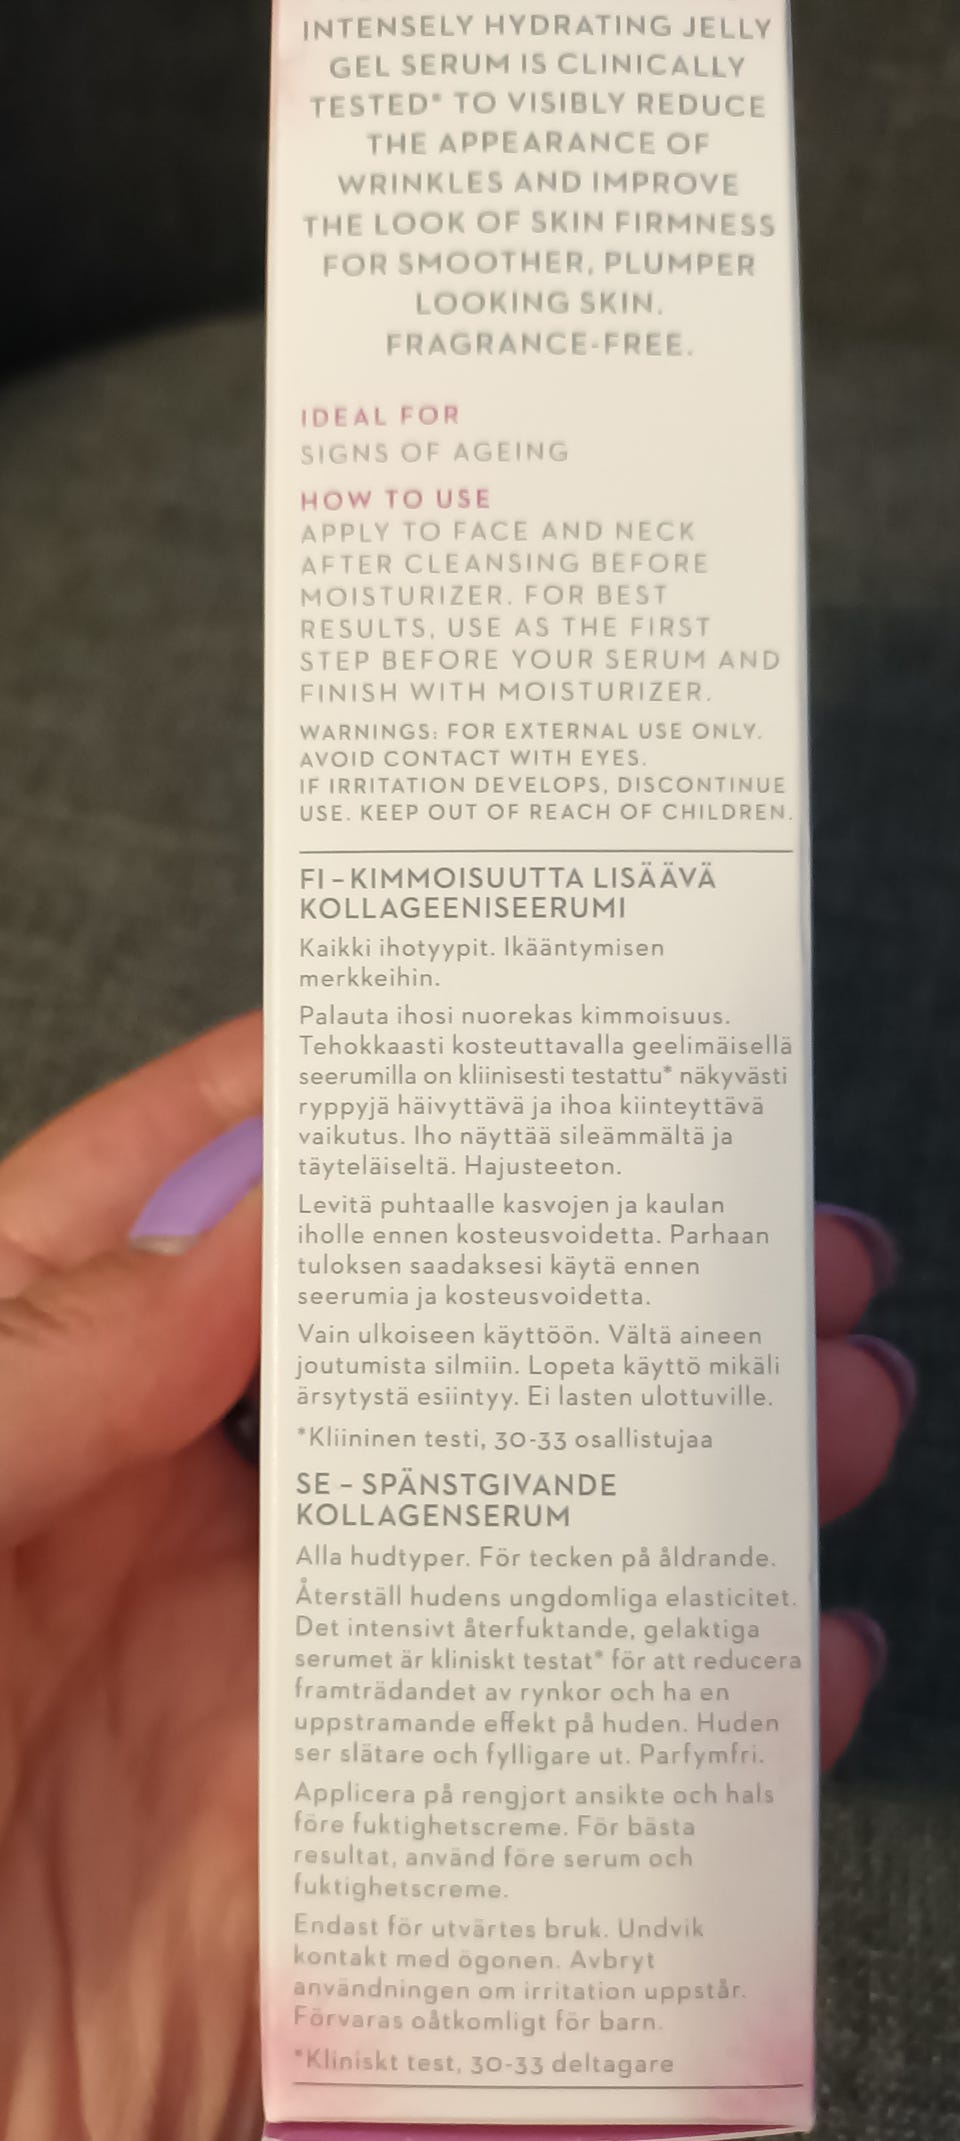 INTENSELY HYDRATING JELLY
GEL SERUM IS CLINICALLY
TESTED* TO VISIBLY REDUCE
THE APPEARANCE OF
WRINKLES AND IMPROVE
THE LOOK OF SKIN FIRMNESS
FOR SMOOTHER, PLUMPER
LOOKING SKIN.
FRAGRANCE-FREE.
IDEAL FOR
SIGNS OF AGEING
HOW TO USE
APPLY TO FACE AND NECK
AFTER CLEANSING BEFORE
MOISTURIZER. FOR BEST
RESULTS, USE AS THE FIRST
STEP BEFORE YOUR SERUM AND
FINISH WITH MOISTURIZER.
WARNINGS: FOR EXTERNAL USE ONLY.
AVOID CONTACT WITH EYES.
IF IRRITATION DEVELOPS, DISCONTINUE
USE. KEEP OUT OF REACH OF CHILDREN.
FI – KIMMOISUUTTA LISÄÄVÄ
KOLLAGEENISEERUMI
Kaikki ihotyypit. Ikääntymisen
merkkeihin.
Palauta ihosi nuorekas kimmoisuus.
Tehokkaasti kosteuttavalla geelimäisellä
seerumilla on kliinisesti testattu* näkyvästi
ryppyjä häivyttävä ja ihoa kiinteyttävä
vaikutus. Iho näyttää sileämmältä ja
täyteläiseltä. Hajusteeton.
Levitä puhtaalle kasvojen ja kaulan
iholle ennen kosteusvoidetta. Parhaan
tuloksen saadaksesi käytä ennen
seerumia ja kosteusvoidetta.
Vain ulkoiseen käyttöön. Vältä aineen
joutumista silmiin. Lopeta käyttö mikäli
ärsytystä esiintyy. Ei lasten ulottuville.
*Kliininen testi, 30-33 osallistujaa
SE – SPÄNSTGIVANDE
KOLLAGENSERUM
Alla hudtyper. För tecken på åldrande.
Återställ hudens ungdomliga elasticitet.
Det intensivt återfuktande, gelaktiga
serumet är kliniskt testat* för att reducera
framträdandet av rynkor och ha en
uppstramande effekt på huden. Huden
ser slätare och fylligare ut. Parfymfri.
Applicera på rengjort ansikte och hals
före fuktighetscreme. För bästa
resultat, använd före serum och
fuktighetscreme.
Endast för utvärtes bruk. Undvik
kontakt med ögonen. Avbryt
användningen om irritation uppstår.
Förvaras oåtkomligt för barn.
*Kliniskt test, 30-33 deltagare